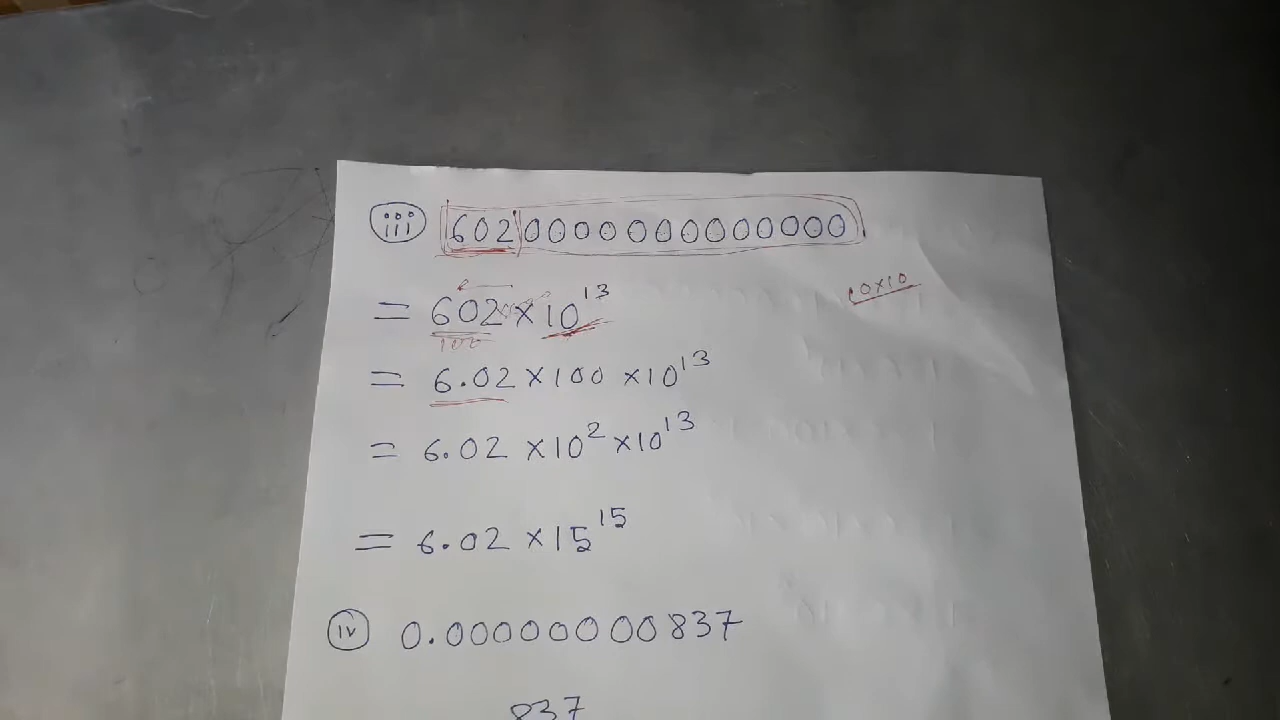 iii 6020000000000000
= 602 × 10¹³
10×10
100
= 6.02 × 100 × 10¹³
= 6.02 × 10² × 10¹³
= 6.02 × 15¹⁵
iv 0.00000000837
837